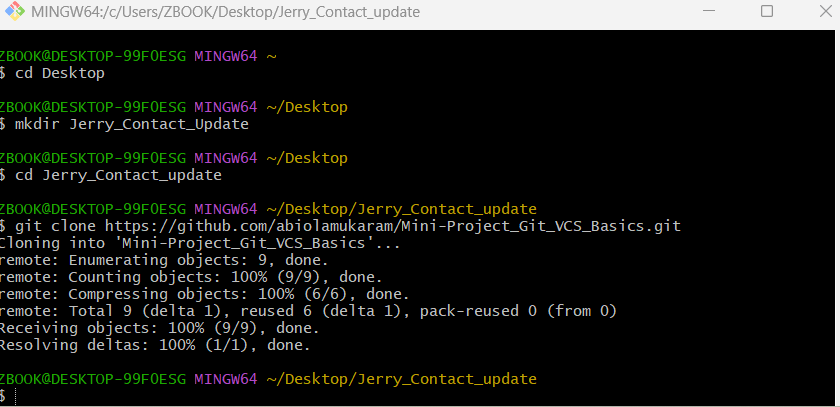 MINGW64:/c/Users/ZBOOK/Desktop/Jerry_Contact_update
ZBOOK@DESKTOP-99F0ESG MINGW64 ~
$ cd Desktop
ZBOOK@DESKTOP-99F0ESG MINGW64 ~/Desktop
$ mkdir Jerry_Contact_Update
ZBOOK@DESKTOP-99F0ESG MINGW64 ~/Desktop
$ cd Jerry_Contact_update
ZBOOK@DESKTOP-99F0ESG MINGW64 ~/Desktop/Jerry_Contact_update
$ git clone https://github.com/abiolamukaram/Mini-Project_Git_VCS_Basics.git
Cloning into 'Mini-Project_Git_VCS_Basics'...
remote: Enumerating objects: 9, done.
remote: Counting objects: 100% (9/9), done.
remote: Compressing objects: 100% (6/6), done.
remote: Total 9 (delta 1), reused 6 (delta 1), pack-reused 0 (from 0)
Receiving objects: 100% (9/9), done.
Resolving deltas: 100% (1/1), done.
ZBOOK@DESKTOP-99F0ESG MINGW64 ~/Desktop/Jerry_Contact_update
$